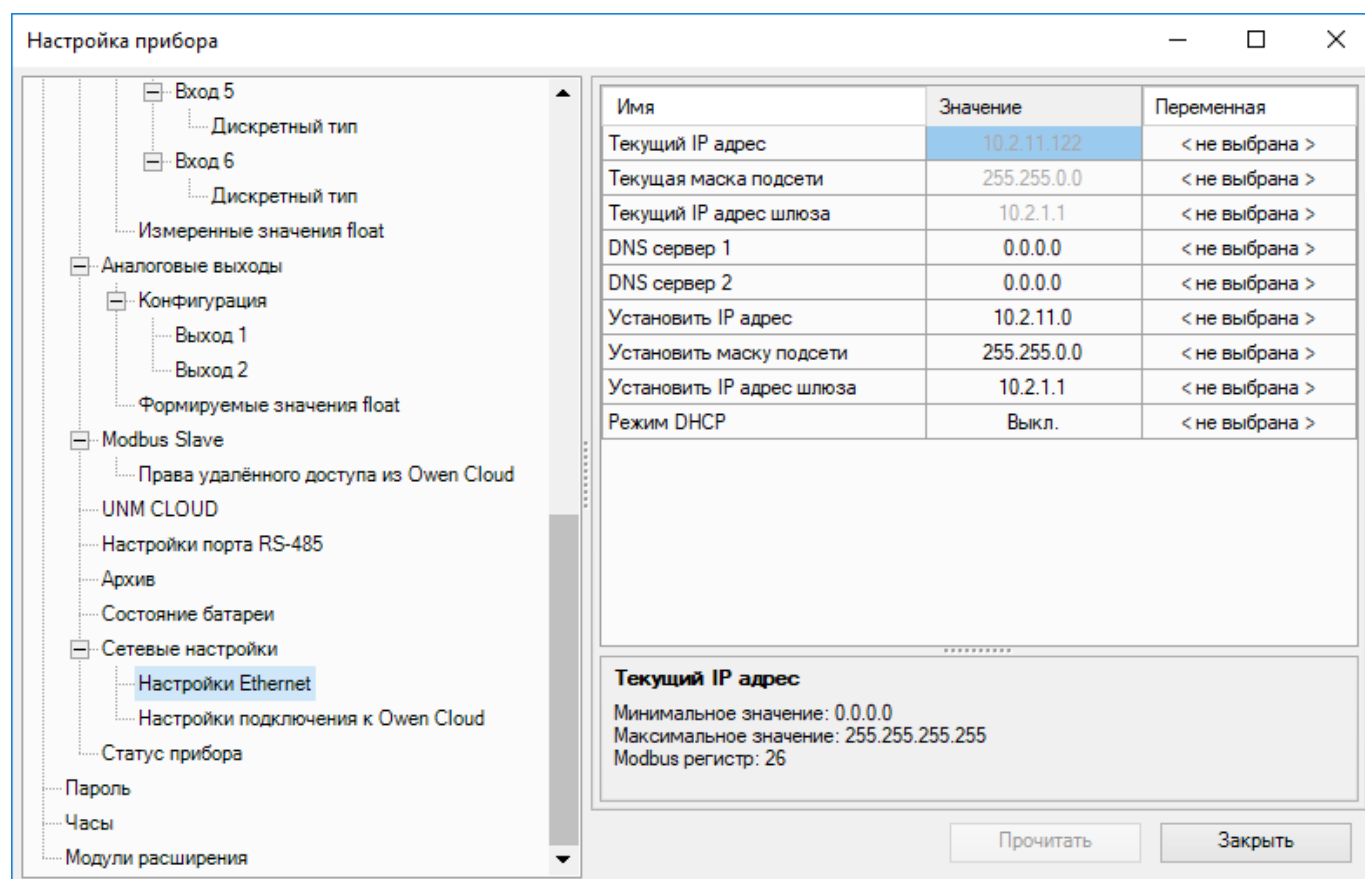 Настройка прибора
Вход 5
Дискретный тип
Вход 6
Дискретный тип
Измеренные значения float
Аналоговые выходы
Конфигурация
Выход 1
Выход 2
Формируемые значения float
Modbus Slave
Права удалённого доступа из Owen Cloud
UNM CLOUD
Настройки порта RS-485
Архив
Состояние батареи
Сетевые настройки
Настройки Ethernet
Настройки подключения к Owen Cloud
Статус прибора
Пароль
Часы
Модули расширения
Имя Значение Переменная
Текущий IP адрес 10.2.11.122 < не выбрана >
Текущая маска подсети 255.255.0.0 < не выбрана >
Текущий IP адрес шлюза 10.2.1.1 < не выбрана >
DNS сервер 1 0.0.0.0 < не выбрана >
DNS сервер 2 0.0.0.0 < не выбрана >
Установить IP адрес 10.2.11.0 < не выбрана >
Установить маску подсети 255.255.0.0 < не выбрана >
Установить IP адрес шлюза 10.2.1.1 < не выбрана >
Режим DHCP Выкл. < не выбрана >
Текущий IP адрес
Минимальное значение: 0.0.0.0
Максимальное значение: 255.255.255.255
Modbus регистр: 26
Прочитать Закрыть